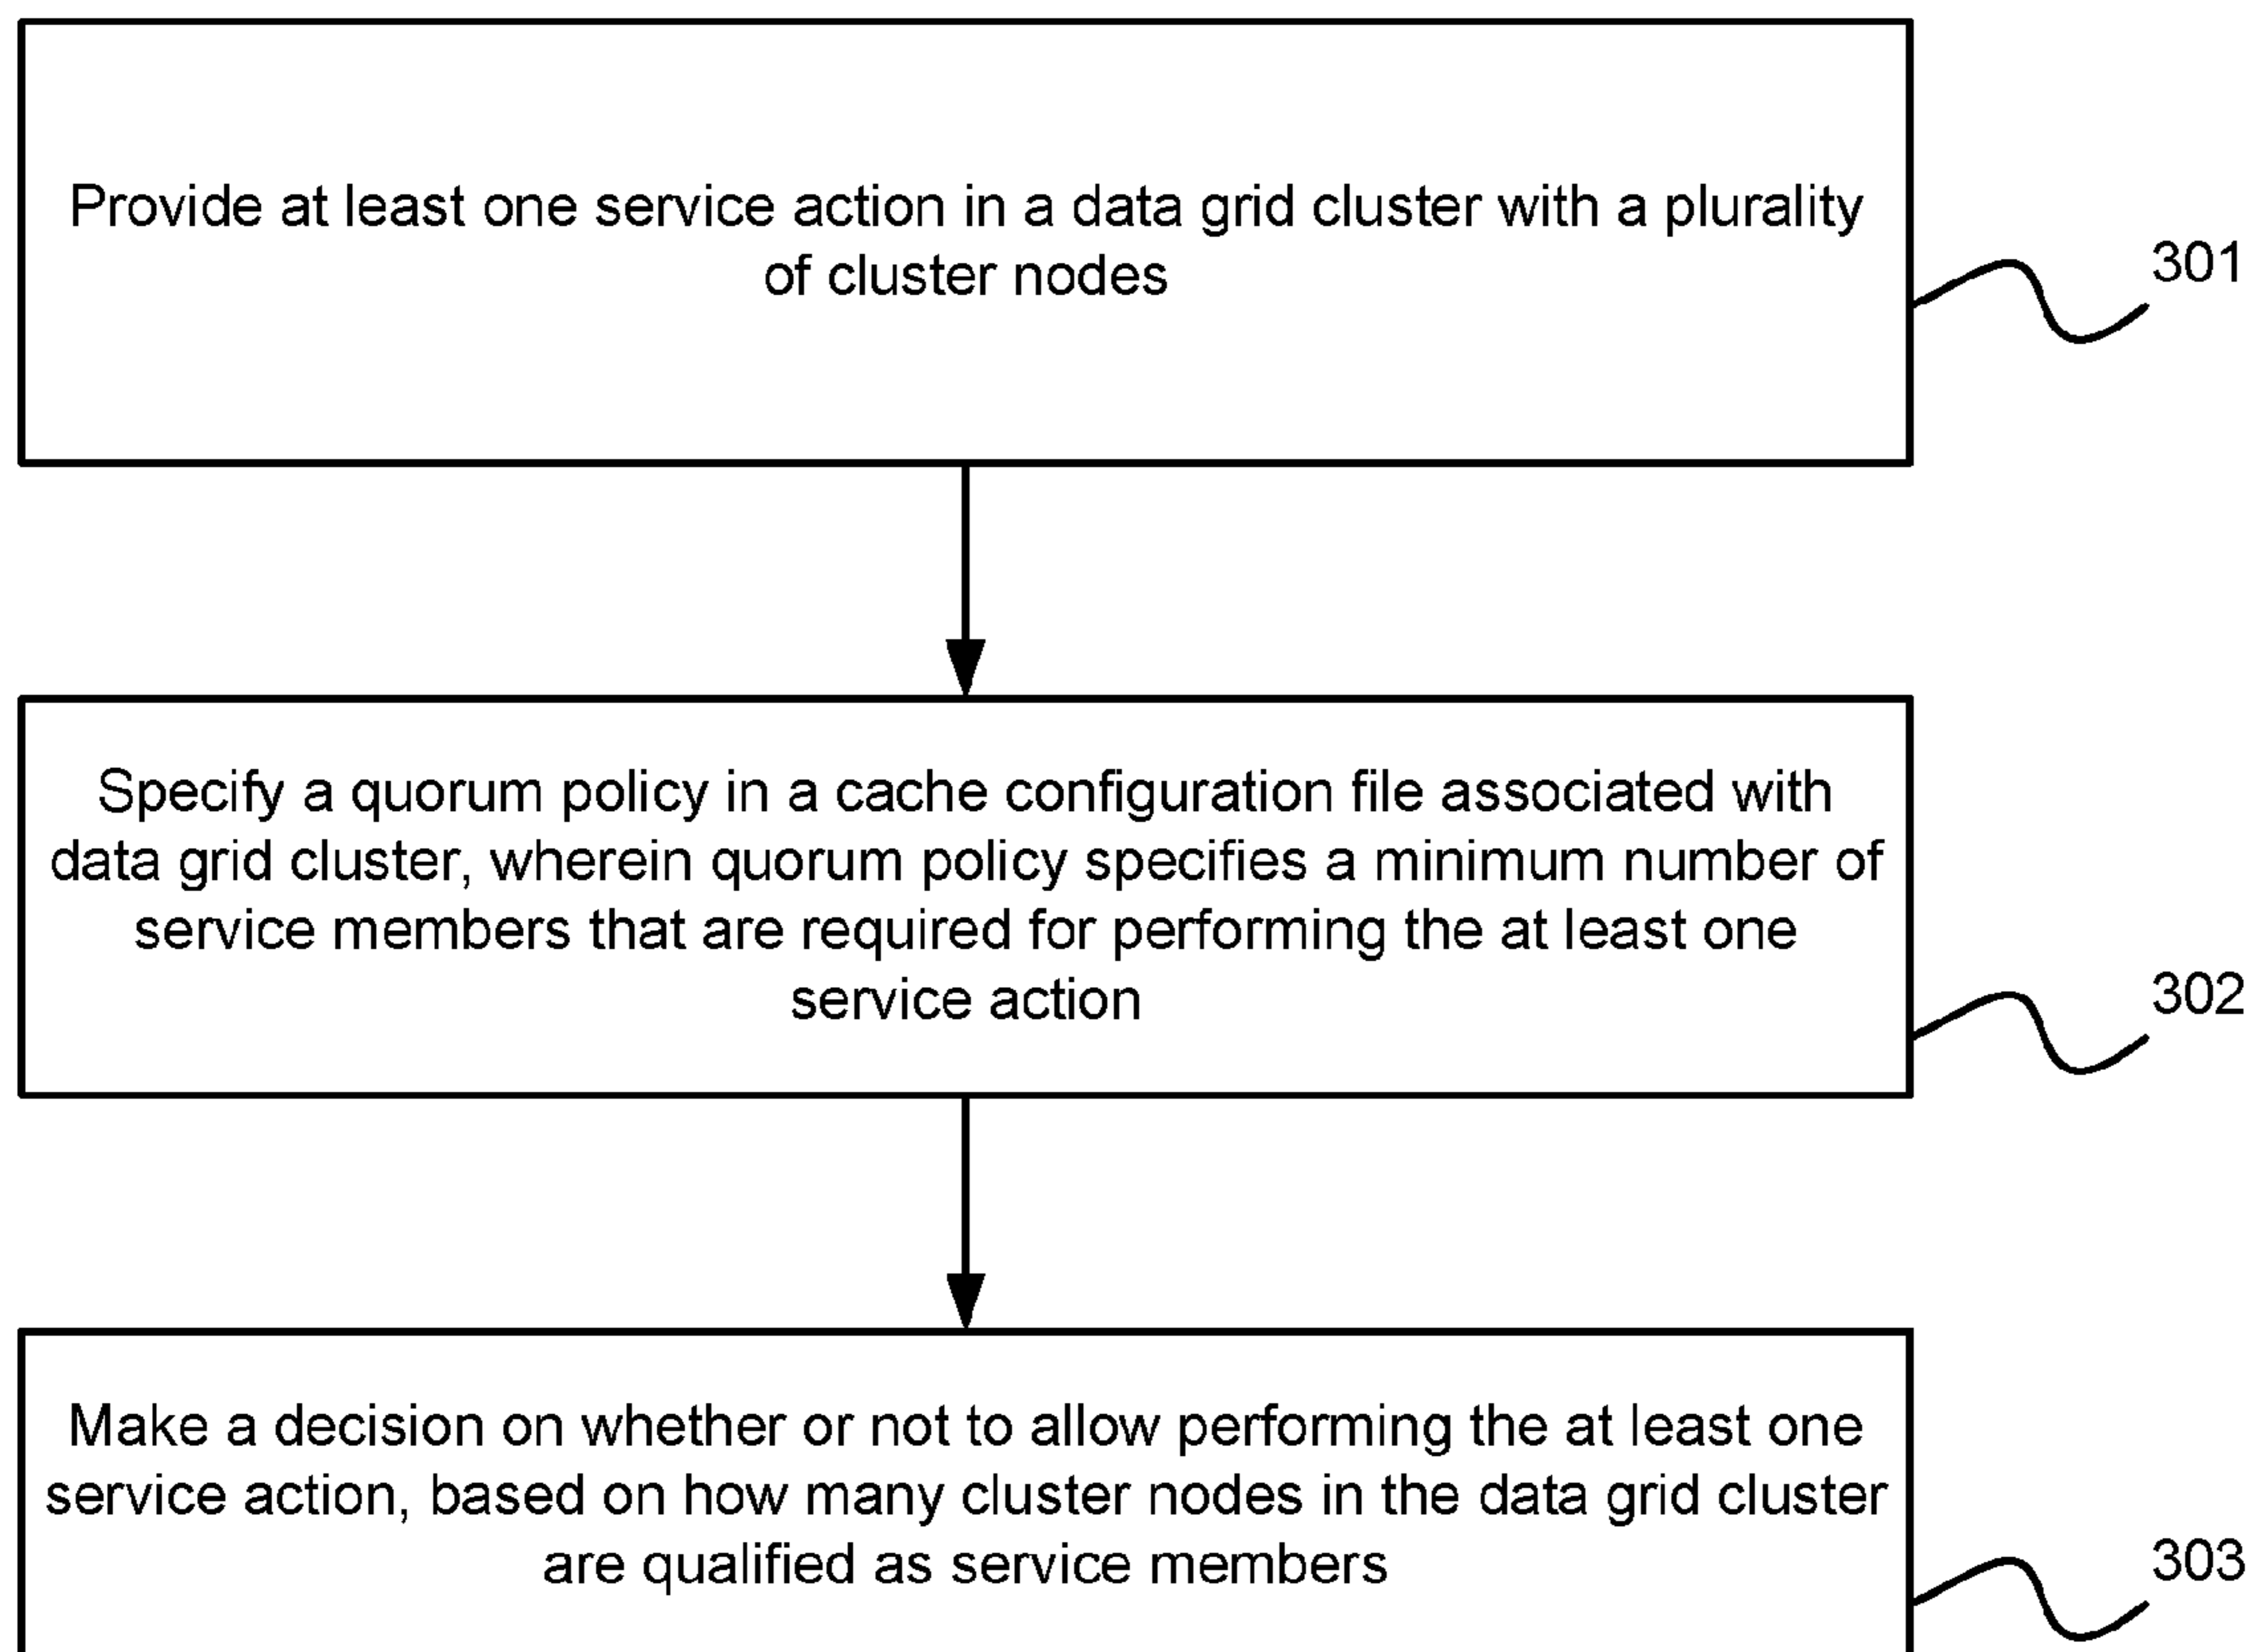 Provide at least one service action in a data grid cluster with a plurality
of cluster nodes
301
Specify a quorum policy in a cache configuration file associated with
data grid cluster, wherein quorum policy specifies a minimum number of
service members that are required for performing the at least one
service action
302
Make a decision on whether or not to allow performing the at least one
service action, based on how many cluster nodes in the data grid cluster
are qualified as service members
303